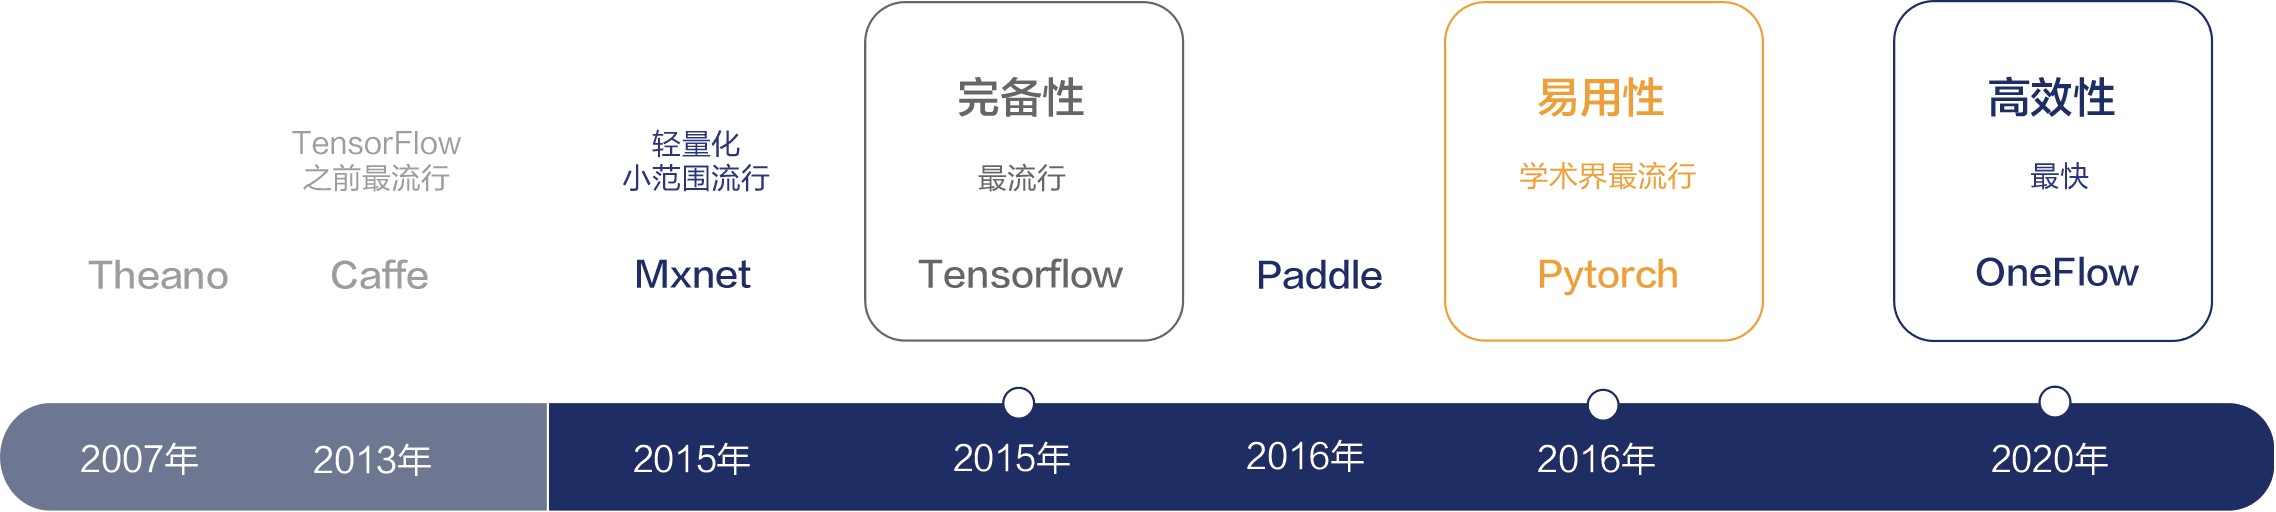 Theano
2007年
TensorFlow
之前最流行
Caffe
2013年
轻量化
小范围流行
Mxnet
2015年
完备性
最流行
Tensorflow
2015年
Paddle
2016年
易用性
学术界最流行
Pytorch
2016年
高效性
最快
OneFlow
2020年